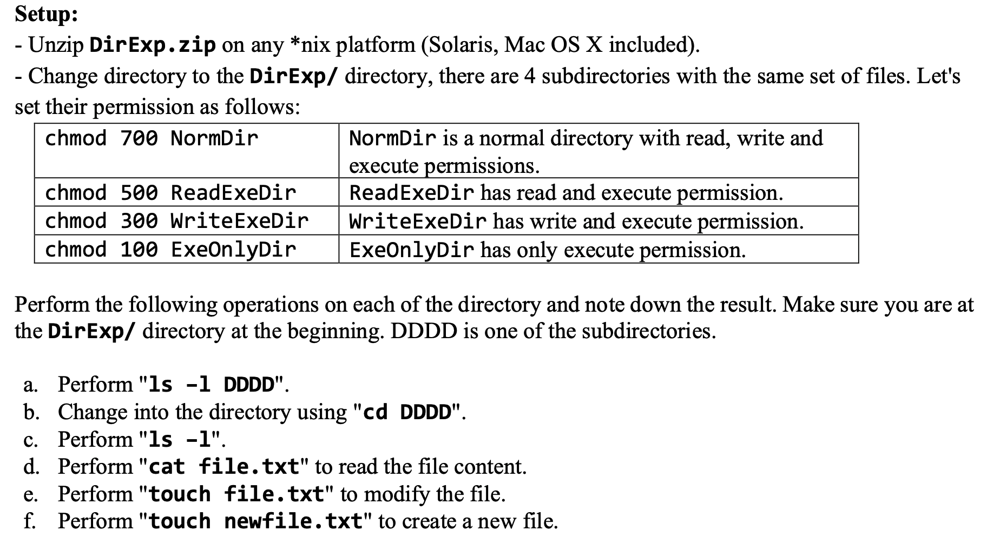 Setup:
- Unzip DirExp.zip on any *nix platform (Solaris, Mac OS X included).
- Change directory to the DirExp/ directory, there are 4 subdirectories with the same set of files. Let's
set their permission as follows:
chmod 700 NormDir NormDir is a normal directory with read, write and
execute permissions.
chmod 500 ReadExeDir ReadExeDir has read and execute permission.
chmod 300 WriteExeDir WriteExeDir has write and execute permission.
chmod 100 ExeOnlyDir ExeOnlyDir has only execute permission.
Perform the following operations on each of the directory and note down the result. Make sure you are at
the DirExp/ directory at the beginning. DDDD is one of the subdirectories.
a. Perform "ls –l DDDD".
b. Change into the directory using "cd DDDD".
c. Perform "ls –l".
d. Perform "cat file.txt" to read the file content.
e. Perform "touch file.txt" to modify the file.
f. Perform "touch newfile.txt" to create a new file.